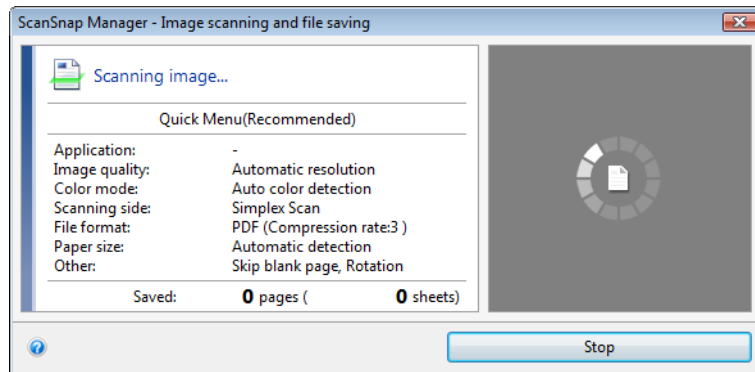 ScanSnap Manager - Image scanning and file saving
Scanning image...
Quick Menu(Recommended)
Application: -
Image quality: Automatic resolution
Color mode: Auto color detection
Scanning side: Simplex Scan
File format: PDF (Compression rate:3 )
Paper size: Automatic detection
Other: Skip blank page, Rotation
Saved: 0 pages ( 0 sheets)
Stop